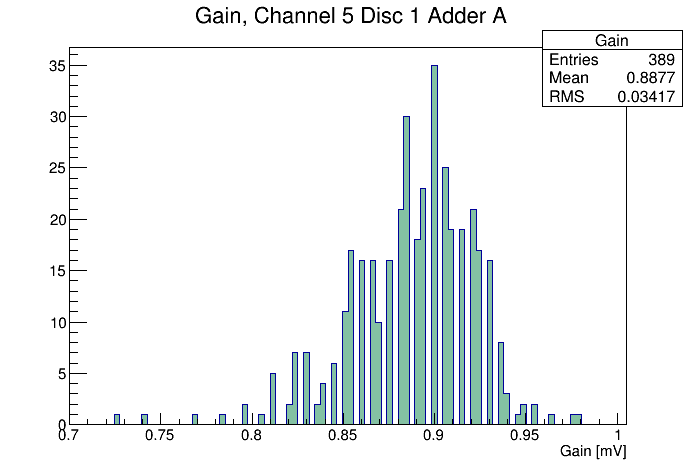 Gain, Channel 5 Disc 1 Adder A
Gain
Entries 389
Mean 0.8877
RMS 0.03417
35
30
25
20
15
10
5
0
0.7 0.75 0.8 0.85 0.9 0.95 1
Gain [mV]